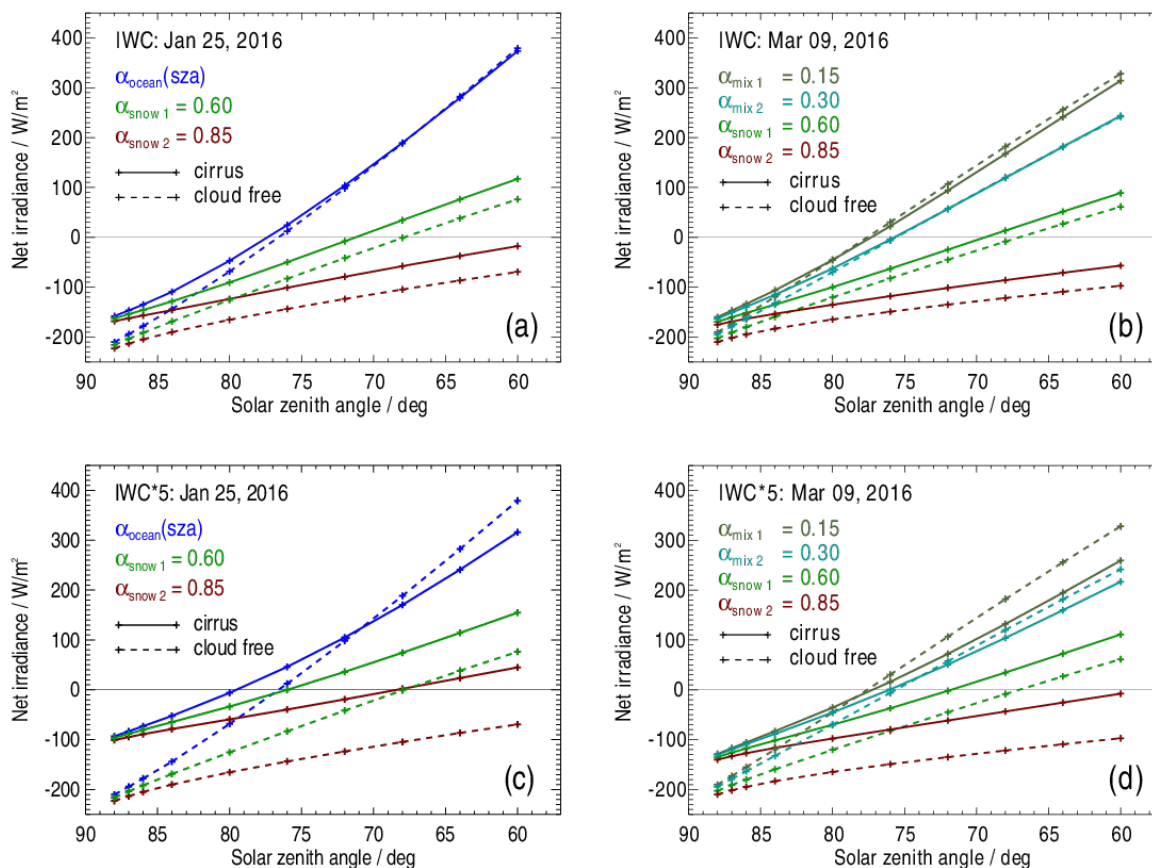 IWC: Jan 25, 2016
αocean(sza)
αsnow 1 = 0.60
αsnow 2 = 0.85
cirrus
cloud free
(a)
400
300
200
100
0
-100
-200
Net irradiance / W/m²
90 85 80 75 70 65 60
Solar zenith angle / deg
IWC: Mar 09, 2016
αmix 1 = 0.15
αmix 2 = 0.30
αsnow 1 = 0.60
αsnow 2 = 0.85
cirrus
cloud free
(b)
400
300
200
100
0
-100
-200
Net irradiance / W/m²
90 85 80 75 70 65 60
Solar zenith angle / deg
IWC*5: Jan 25, 2016
αocean(sza)
αsnow 1 = 0.60
αsnow 2 = 0.85
cirrus
cloud free
(c)
400
300
200
100
0
-100
-200
Net irradiance / W/m²
90 85 80 75 70 65 60
Solar zenith angle / deg
IWC*5: Mar 09, 2016
αmix 1 = 0.15
αmix 2 = 0.30
αsnow 1 = 0.60
αsnow 2 = 0.85
cirrus
cloud free
(d)
400
300
200
100
0
-100
-200
Net irradiance / W/m²
90 85 80 75 70 65 60
Solar zenith angle / deg